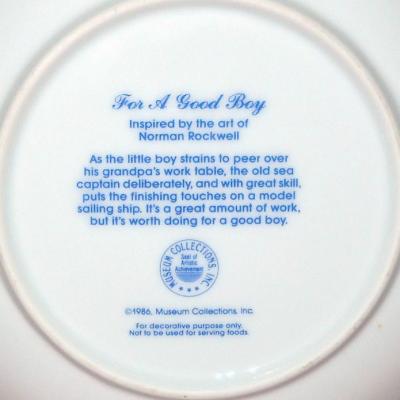 For A Good Boy
Inspired by the art of
Norman Rockwell
As the little boy strains to peer over
his grandpa's work table, the old sea
captain deliberately, and with great skill,
puts the finishing touches on a model
sailing ship. It's a great amount of work,
but it's worth doing for a good boy.
MUSEUM COLLECTIONS, INC
Seal of
Artistic
Achievement
©1986, Museum Collections, Inc.
For decorative purpose only.
Not to be used for serving foods.